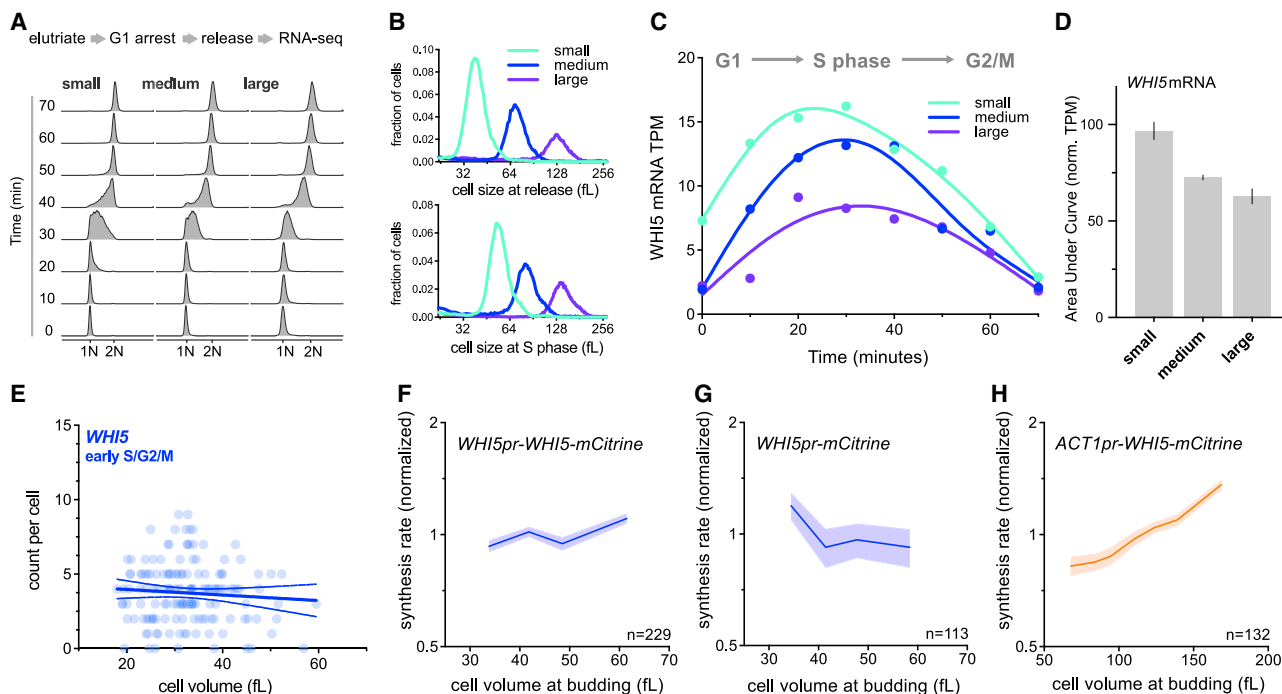 A
elutriate G1 arrest release RNA-seq
small medium large
Time (min)
70
60
50
40
30
20
10
0
1N 2N 1N 2N 1N 2N
B
small
medium
large
fraction of cells
0.10
0.08
0.06
0.04
0.02
0.00
32 64 128 256
cell size at release (fL)
fraction of cells
0.10
0.08
0.06
0.04
0.02
0.00
32 64 128 256
cell size at S phase (fL)
C
G1 S phase G2/M
small
medium
large
WHI5 mRNA TPM
20
15
10
5
0
0 20 40 60
Time (minutes)
D
WHI5 mRNA
Area Under Curve (norm. TPM)
100
50
0
small
medium
large
E
WHI5
early S/G2/M
count per cell
15
10
5
0
20 40 60
cell volume (fL)
F
WHI5pr-WHI5-mCitrine
synthesis rate (normalized)
2
1
0.5
n=229
30 40 50 60 70
cell volume at budding (fL)
G
WHI5pr-mCitrine
synthesis rate (normalized)
2
1
0.5
n=113
30 40 50 60 70
cell volume at budding (fL)
H
ACT1pr-WHI5-mCitrine
synthesis rate (normalized)
2
1
0.5
n=132
50 100 150 200
cell volume at budding (fL)